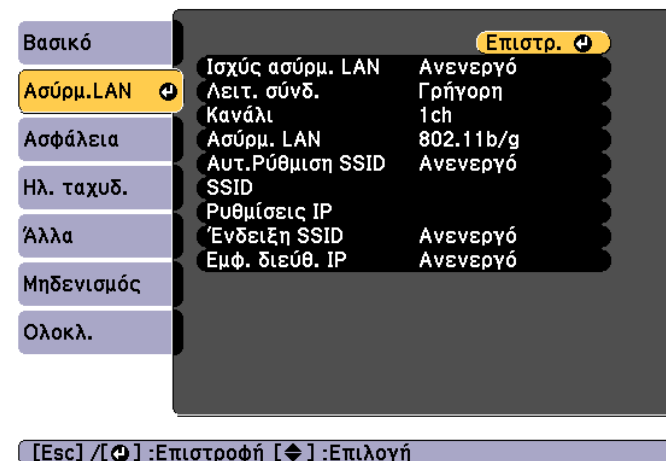 Βασικό
Ασύρμ.LAN
Ασφάλεια
Ηλ. ταχυδ.
Άλλα
Μηδενισμός
Ολοκλ.
Επιστρ.
Ισχύς ασύρμ. LAN Ανενεργό
Λειτ. σύνδ. Γρήγορη
Κανάλι 1ch
Ασύρμ. LAN 802.11b/g
Αυτ.Ρύθμιση SSID Ανενεργό
SSID
Ρυθμίσεις IP
Ένδειξη SSID Ανενεργό
Εμφ. διεύθ. IP Ανενεργό
[Esc] /[⏎] :Επιστροφή [◆] :Επιλογή